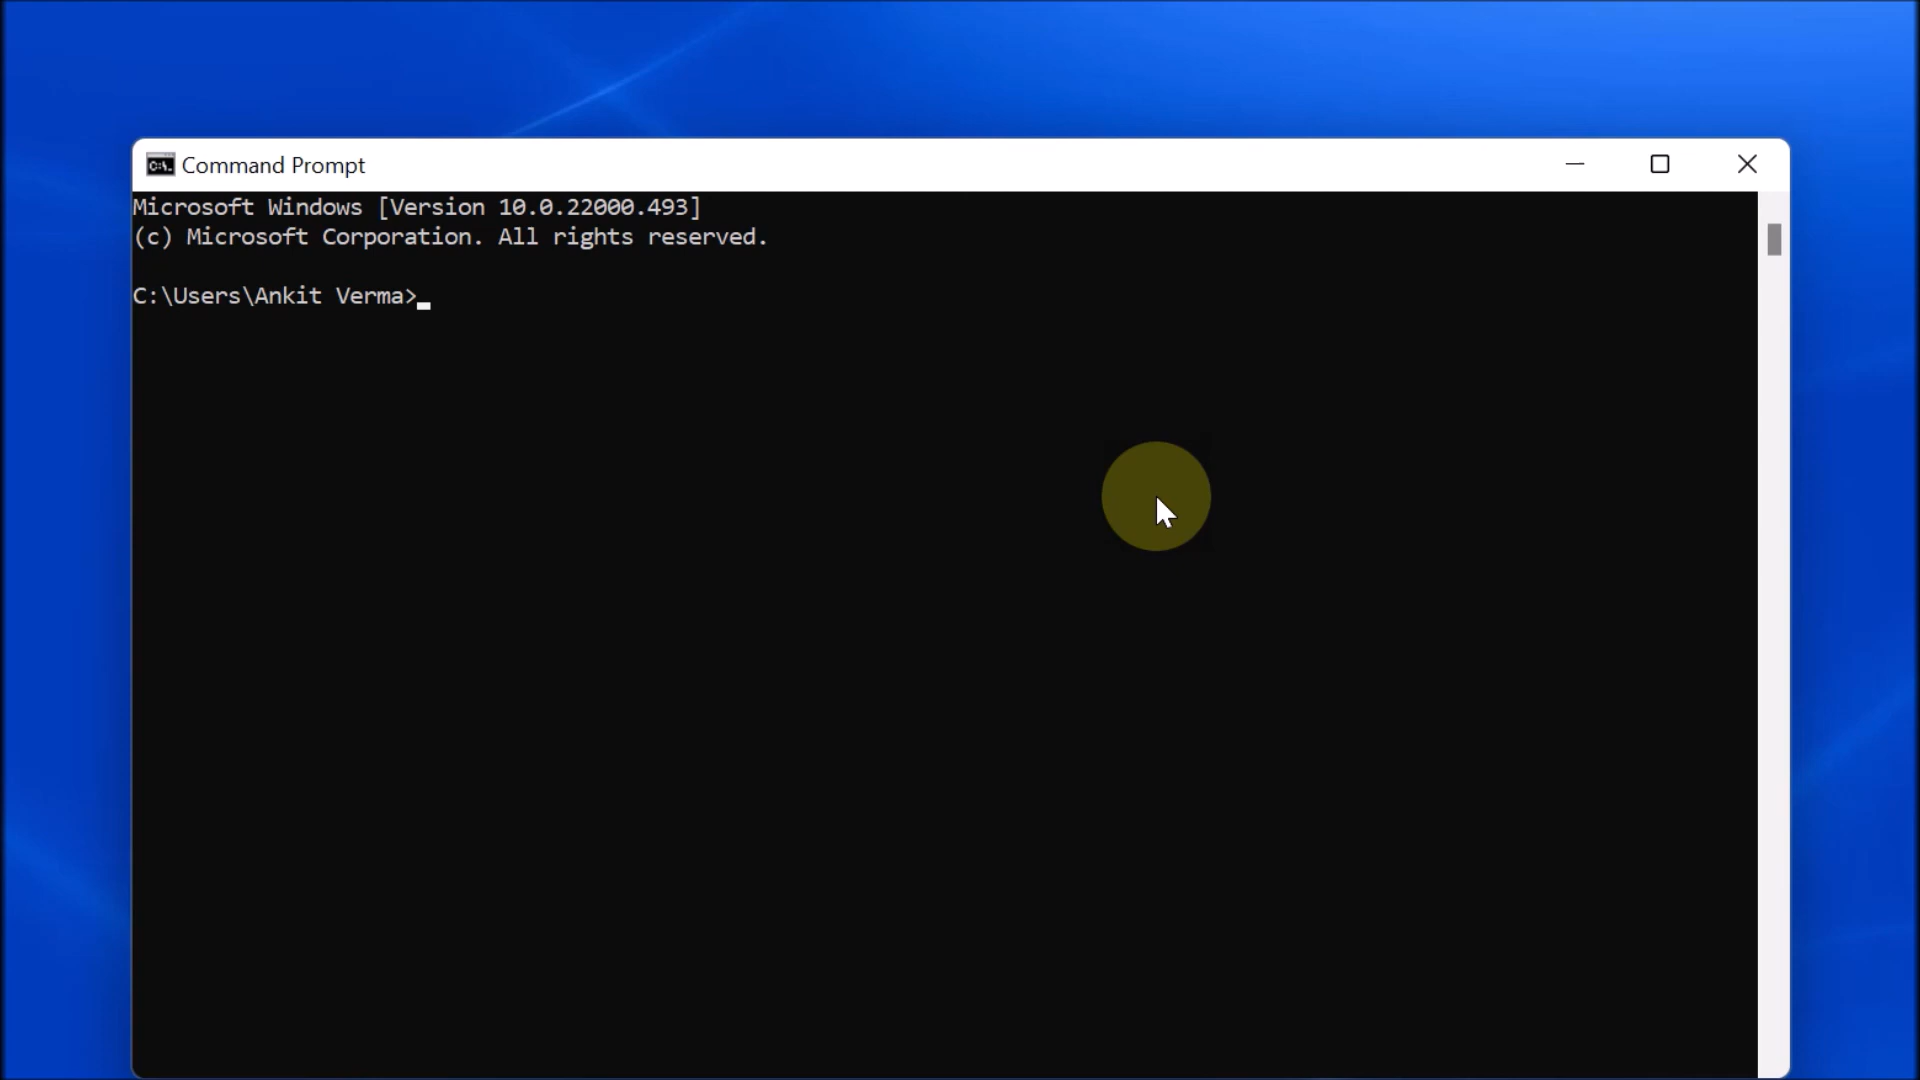 Command Prompt
Microsoft Windows [Version 10.0.22000.493]
(c) Microsoft Corporation. All rights reserved.
C:\Users\Ankit Verma>